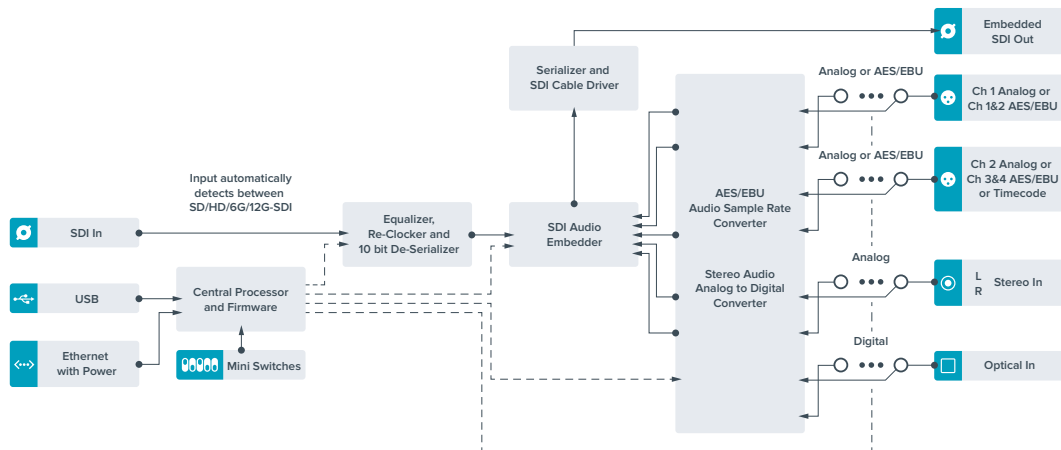 Embedded
SDI Out
Serializer and
SDI Cable Driver
Analog or AES/EBU
Ch 1 Analog or
Ch 1&2 AES/EBU
Analog or AES/EBU
Ch 2 Analog or
Ch 3&4 AES/EBU
or Timecode
Input automatically
detects between
SD/HD/6G/12G-SDI
AES/EBU
Audio Sample Rate
Converter
SDI In
Equalizer,
Re-Clocker and
10 bit De-Serializer
SDI Audio
Embedder
Analog
Stereo Audio
Analog to Digital
Converter
L
R
Stereo In
USB
Central Processor
and Firmware
Digital
Ethernet
with Power
Mini Switches
Optical In